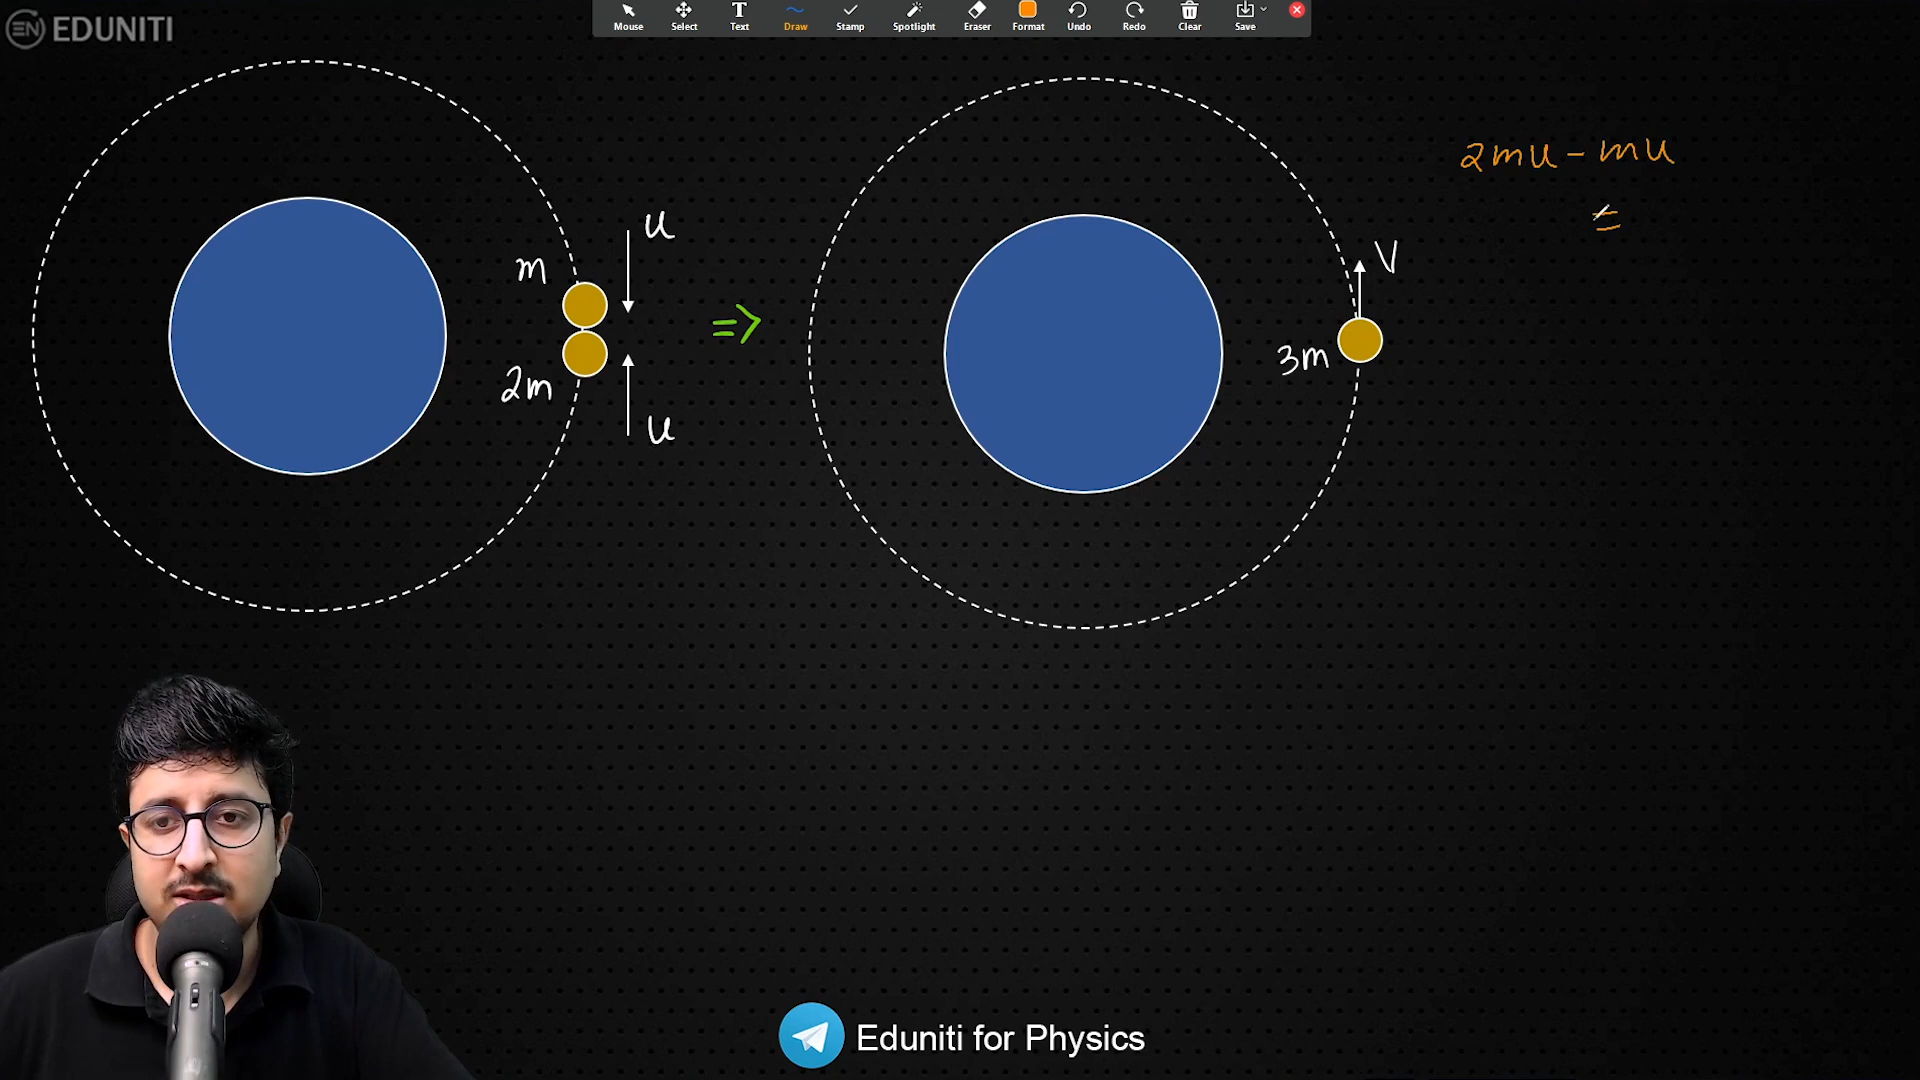 EN EDUNITI
Mouse Select Text Draw Stamp Spotlight Eraser Format Undo Redo Clear Save
2mu - mu
=
u
m
2m
u
=>
V
3m
Eduniti for Physics